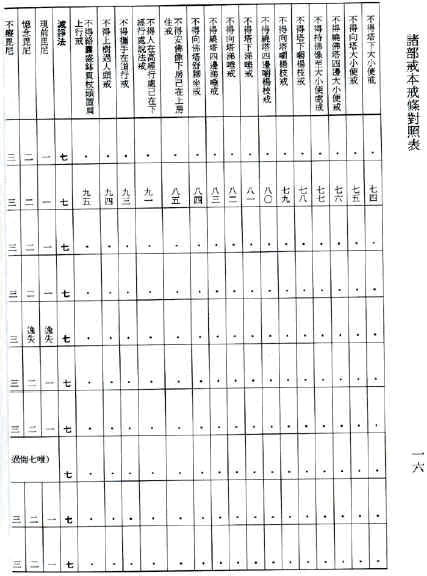 諸部戒本戒條對照表
一六
不得塔下大小便戒 · 七四 · · · · · · ·
不得向塔大小便戒 · 七五 · · · · · · ·
不得繞佛塔四邊大小便戒 · 七六 · · · · · · ·
不得持佛像至大小便處戒 · 七七 · · · · · · ·
不得塔下嚼楊枝戒 · 七八 · · · · · · ·
不得向塔嚼楊枝戒 · 七九 · · · · · · ·
不得繞塔四邊嚼楊枝戒 · 八〇 · · · · · · ·
不得塔下涕唾戒 · 八一 · · · · · · ·
不得向塔涕唾戒 · 八二 · · · · · · ·
不得繞塔四邊涕唾戒 · 八三 · · · · · · ·
不得向塔舒腳坐戒 · 八四 · · · · · · ·
不得安佛像下房己在上房
住戒 · 八五 · · · · · · ·
不得人在高經行處己在下
經行處說法戒 · 九一 · · · · · · ·
不得攜手在道行戒 · 九三 · · · · · · ·
不得上樹過人頭戒 · 九四 · · · · · · ·
不得絡囊盛鉢貫杖頭置肩
上行戒 · 九五 · · · · · · ·
滅諍法 七 七 七 七 七 七 七 七 七
現前毘尼 一 一 一 逸失 一 一 一 一
憶念毘尼 二 二 二 逸失 二 二 二 二
不癡毘尼 三 三 三 三 三 三 三 三
過悔七唯)